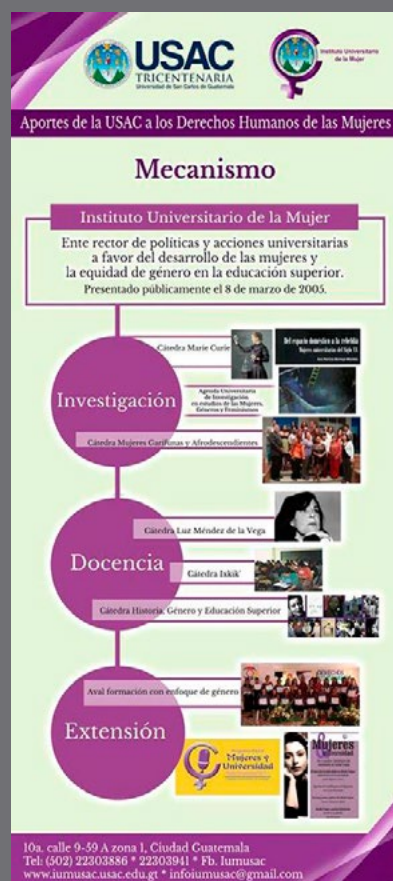 USAC
TRICENTENARIA
Universidad de San Carlos de Guatemala
Instituto Universitario
de la Mujer
Aportes de la USAC a los Derechos Humanos de las Mujeres
Mecanismo
Instituto Universitario de la Mujer
Ente rector de políticas y acciones universitarias
a favor del desarrollo de las mujeres y
la equidad de género en la educación superior.
Presentado públicamente el 8 de marzo de 2005.
Investigación
Cátedra Marie Curie
Del espacio doméstico a la rebeldía
Mujeres universitarias del Siglo XX
Agenda Universitaria
de Investigación
en estudios de las Mujeres,
Géneros y Feminismos
Cátedra Mujeres Garífunas y Afrodescendientes
Docencia
Cátedra Luz Méndez de la Vega
Cátedra Ixkik'
Cátedra Historia, Género y Educación Superior
Extensión
Aval formación con enfoque de género
Mujeres y
Universidad
Mujeres
10a. calle 9-59 A zona 1, Ciudad Guatemala
Tel: (502) 22303886 * 22303941 * Fb. Iumusac
www.iumusac.usac.edu.gt * infoiumusac@gmail.com